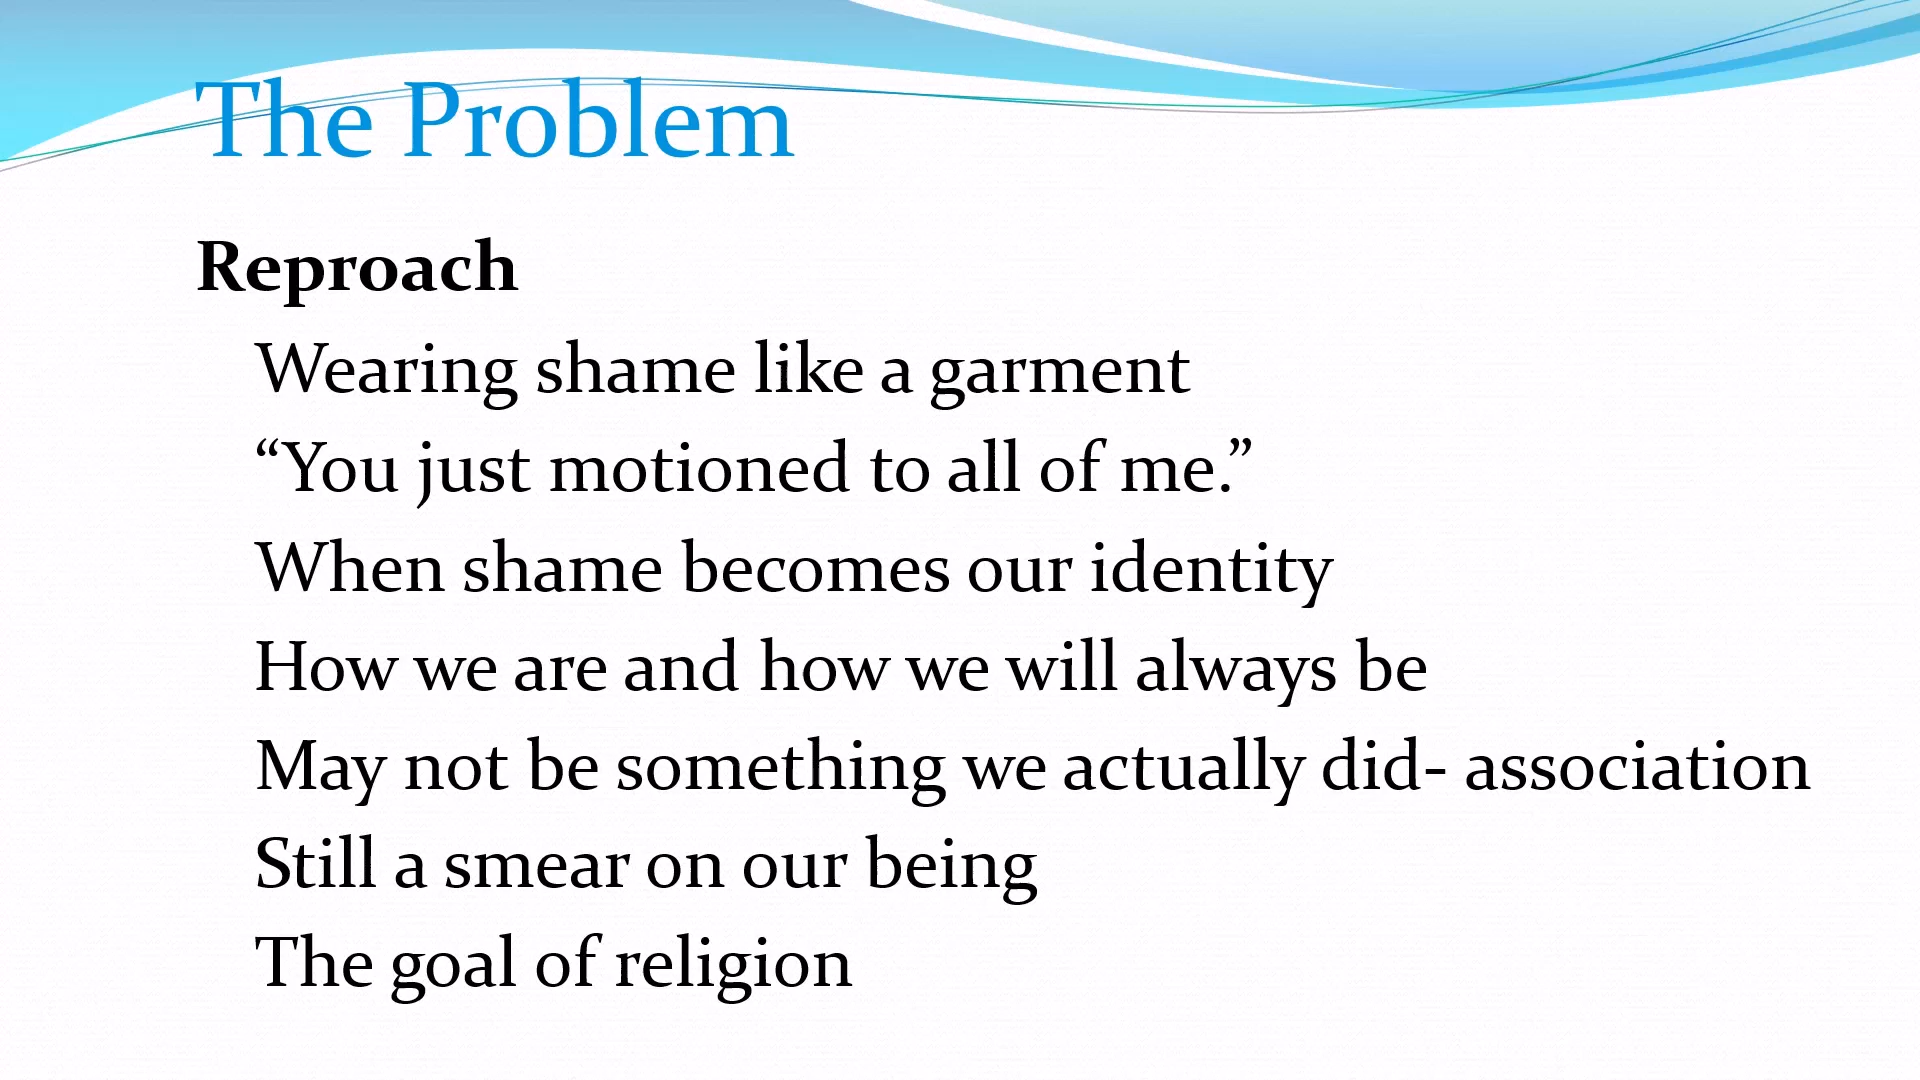 The Problem
Reproach
Wearing shame like a garment
“You just motioned to all of me.”
When shame becomes our identity
How we are and how we will always be
May not be something we actually did- association
Still a smear on our being
The goal of religion